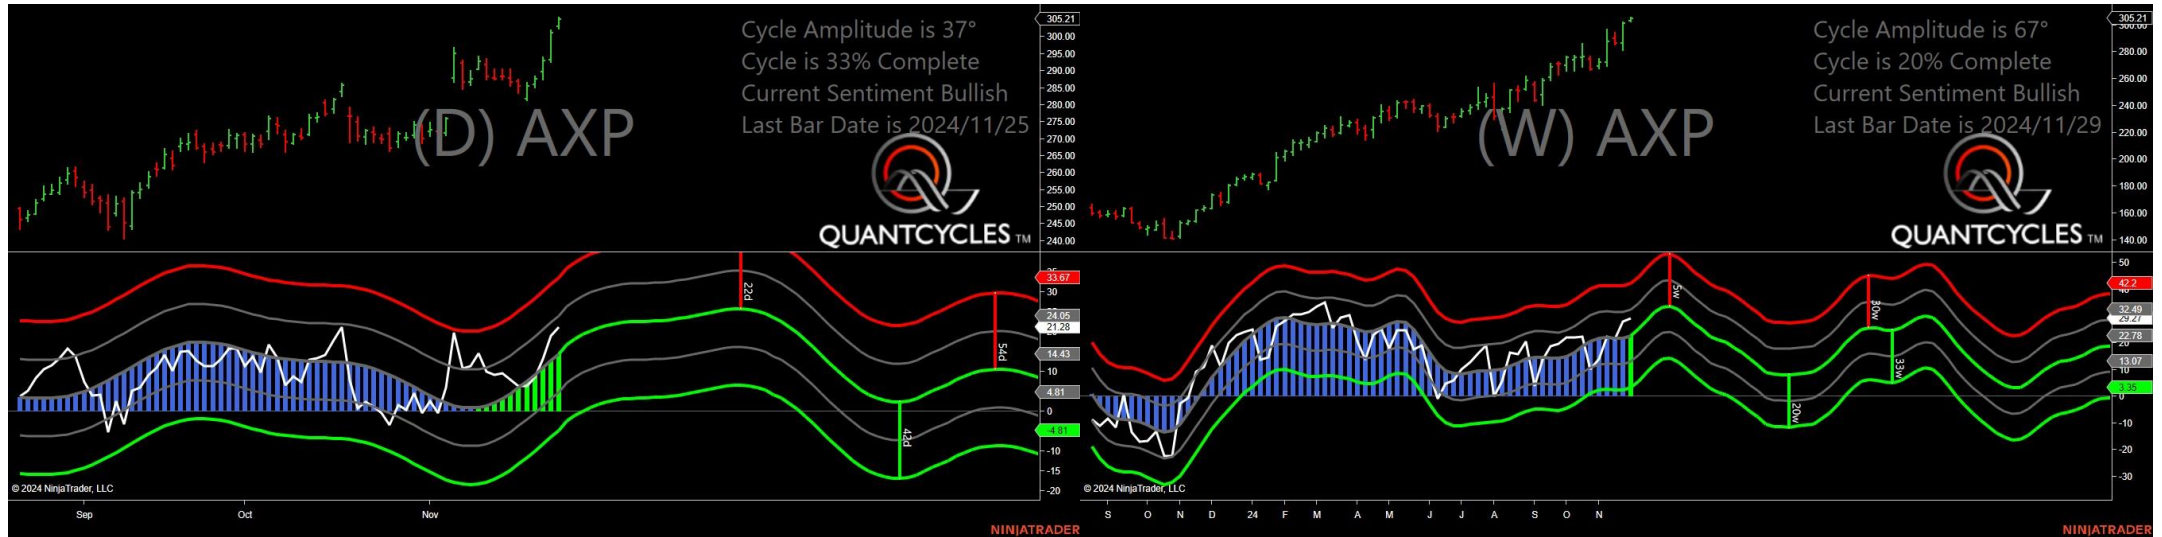 Cycle Amplitude is 37°
Cycle is 33% Complete
Current Sentiment Bullish
Last Bar Date is 2024/11/25
(D) AXP
QUANTCYCLES TM
305.21
300.00
295.00
290.00
285.00
280.00
275.00
270.00
265.00
260.00
255.00
250.00
245.00
240.00
33.67
30
24.05
21.28
14.43
10
4.81
0
-4.81
-10
-15
-20
22d
42d
54d
© 2024 NinjaTrader, LLC
Sep
Oct
Nov
NINJATRADER
Cycle Amplitude is 67°
Cycle is 20% Complete
Current Sentiment Bullish
Last Bar Date is 2024/11/29
(W) AXP
QUANTCYCLES TM
305.21
300.00
280.00
260.00
240.00
220.00
200.00
180.00
160.00
140.00
50
42.2
32.49
29.27
22.78
20
13.07
10
3.35
0
-10
-20
-30
5w
20w
30w
33w
© 2024 NinjaTrader, LLC
S O N D 24 F M A M J J A S O N
NINJATRADER